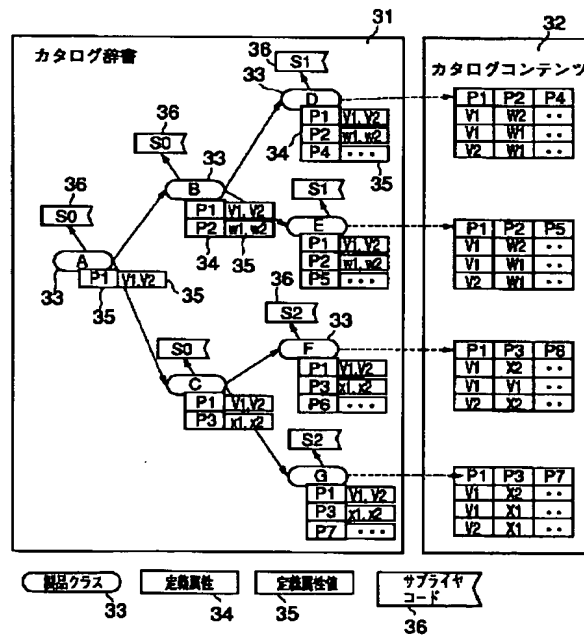 31
32
カタログ辞書
カタログコンテンツ
36
S1
33
D
P1 V1,V2
P2 w1,w2
P4 ・・・
34
35
P1 P2 P4
V1 W2 ・・
V1 W1 ・・
V2 W1 ・・
36
S0
33
B
P1 V1,V2
P2 w1,w2
34
35
S1
E
P1 V1,V2
P2 w1,w2
P5 ・・・
P1 P2 P5
V1 W2 ・・
V1 W1 ・・
V2 W1 ・・
36
S0
A
33
P1 V1,V2
35
35
36
S2
33
F
P1 V1,V2
P3 x1,x2
P6 ・・・
P1 P3 P6
V1 X2 ・・
V1 V1 ・・
V2 X2 ・・
S0
C
P1 V1,V2
P3 x1,x2
S2
G
P1 V1,V2
P3 x1,x2
P7 ・・・
P1 P3 P7
V1 X2 ・・
V1 X1 ・・
V2 X1 ・・
製品クラス
33
定義属性
34
定義属性値
35
サプライヤ
コード
36